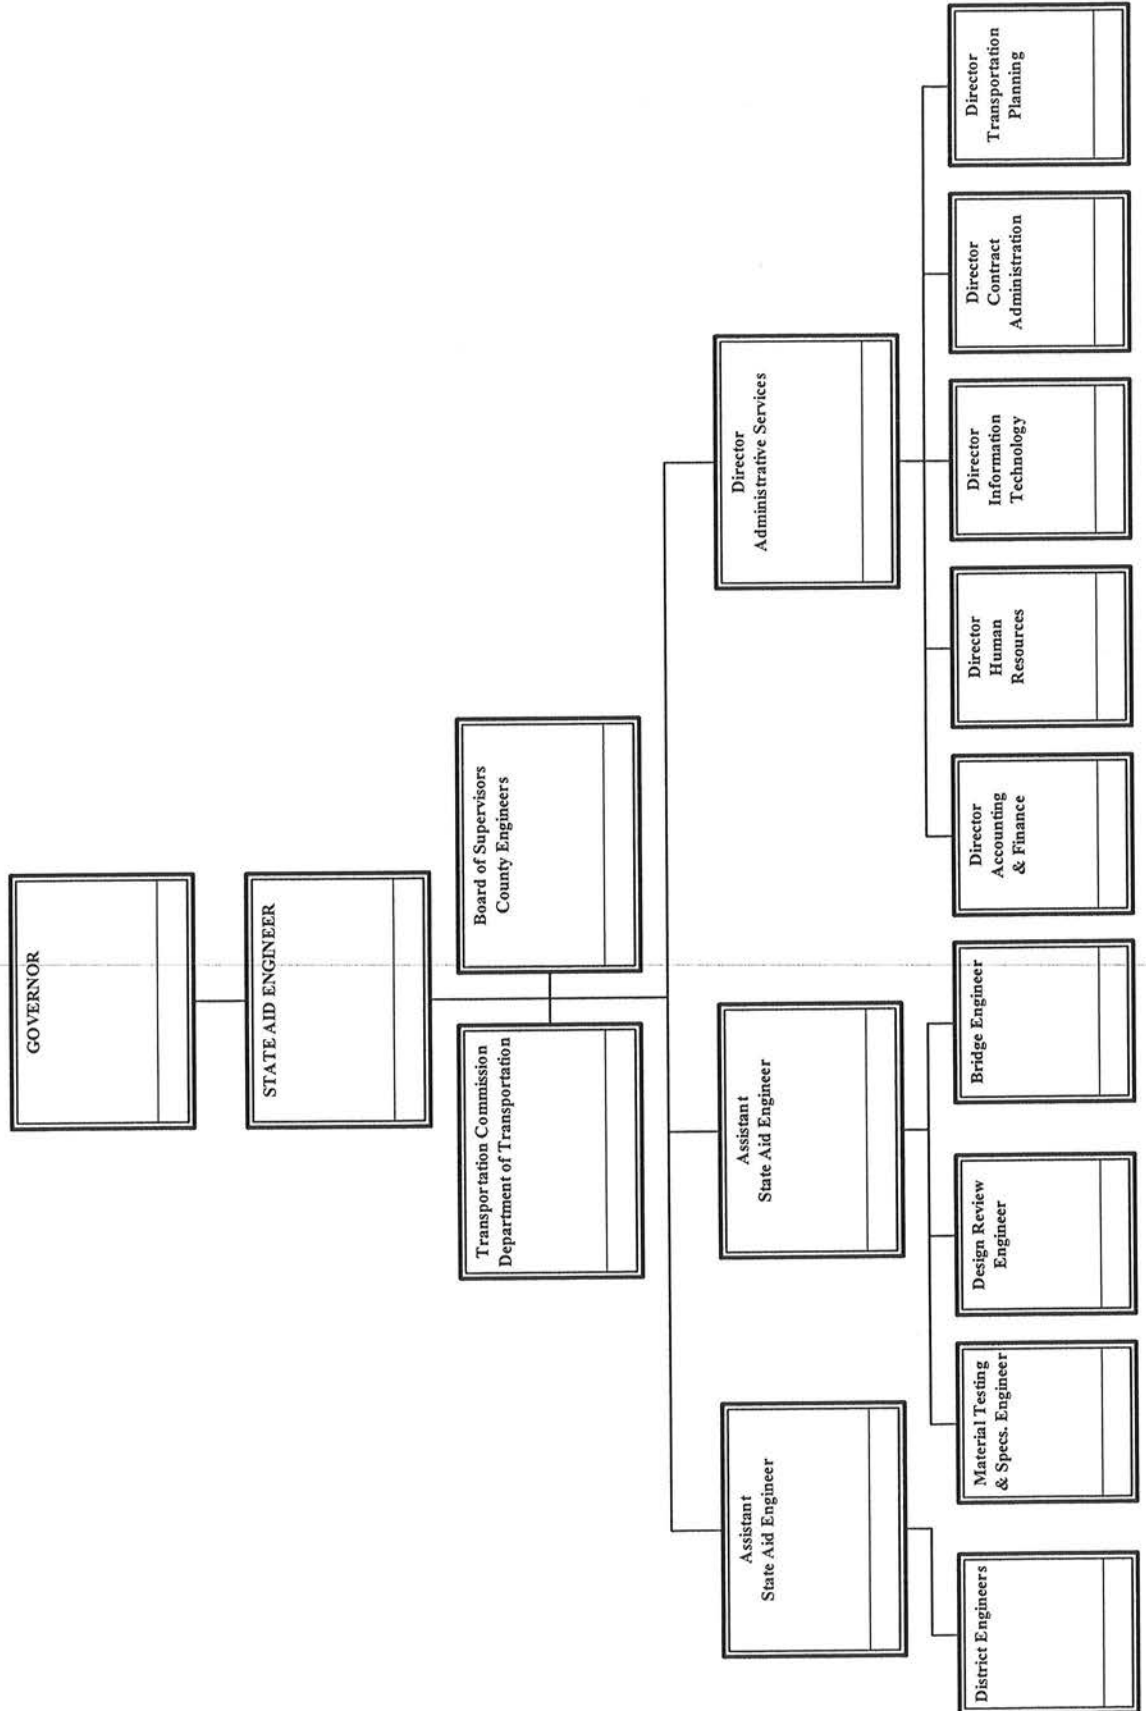 GOVERNOR
STATE AID ENGINEER
Transportation Commission
Department of Transportation
Board of Supervisors
County Engineers
Assistant
State Aid Engineer
Assistant
State Aid Engineer
Director
Administrative Services
District Engineers
Material Testing
& Specs. Engineer
Design Review
Engineer
Bridge Engineer
Director
Accounting
& Finance
Director
Human
Resources
Director
Information
Technology
Director
Contract
Administration
Director
Transportation
Planning